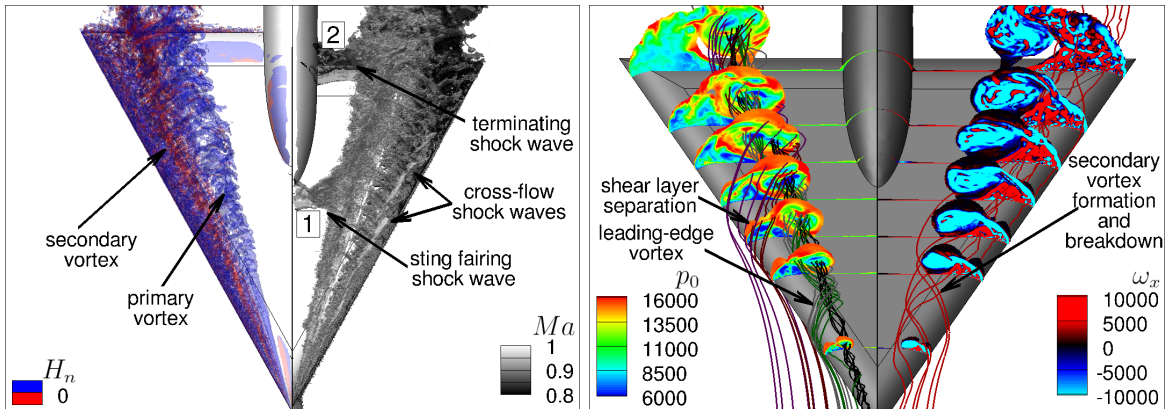 2
terminating
shock wave
cross-flow
shock waves
1
sting fairing
shock wave
secondary
vortex
primary
vortex
H_n
0
Ma
1
0.9
0.8
shear layer
separation
leading-edge
vortex
secondary
vortex
formation
and
breakdown
p_0
16000
13500
11000
8500
6000
ω_x
10000
5000
0
-5000
-10000